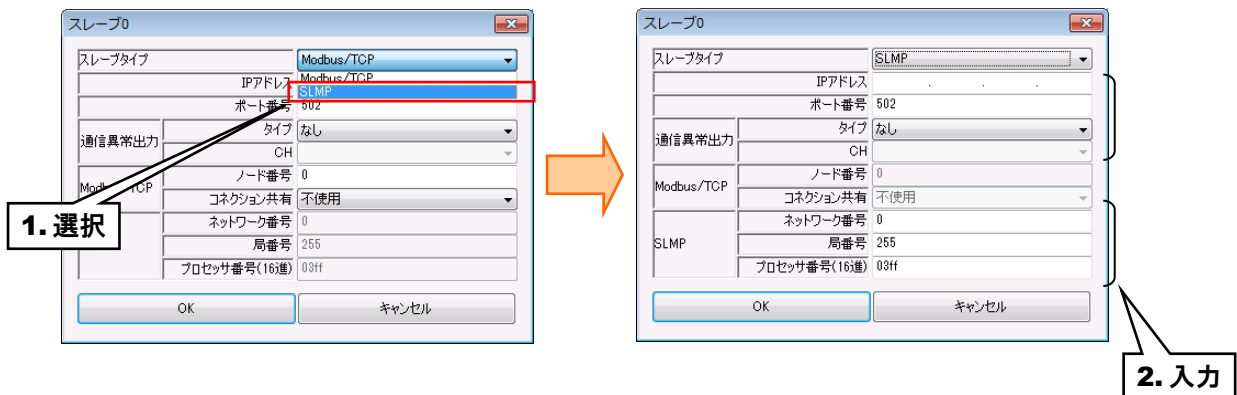 スレーブ0
スレーブタイプ Modbus/TCP
Modbus/TCP
IPアドレス SLMP
ポート番号 502
通信異常出力 タイプ なし
CH
Modbus/TCP ノード番号 0
コネクション共有 不使用
ネットワーク番号 0
局番号 255
プロセッサ番号(16進) 03ff
OK キャンセル
1. 選択
スレーブ0
スレーブタイプ SLMP
IPアドレス . . .
ポート番号 502
通信異常出力 タイプ なし
CH
Modbus/TCP ノード番号 0
コネクション共有 不使用
ネットワーク番号 0
SLMP 局番号 255
プロセッサ番号(16進) 03ff
OK キャンセル
2. 入力